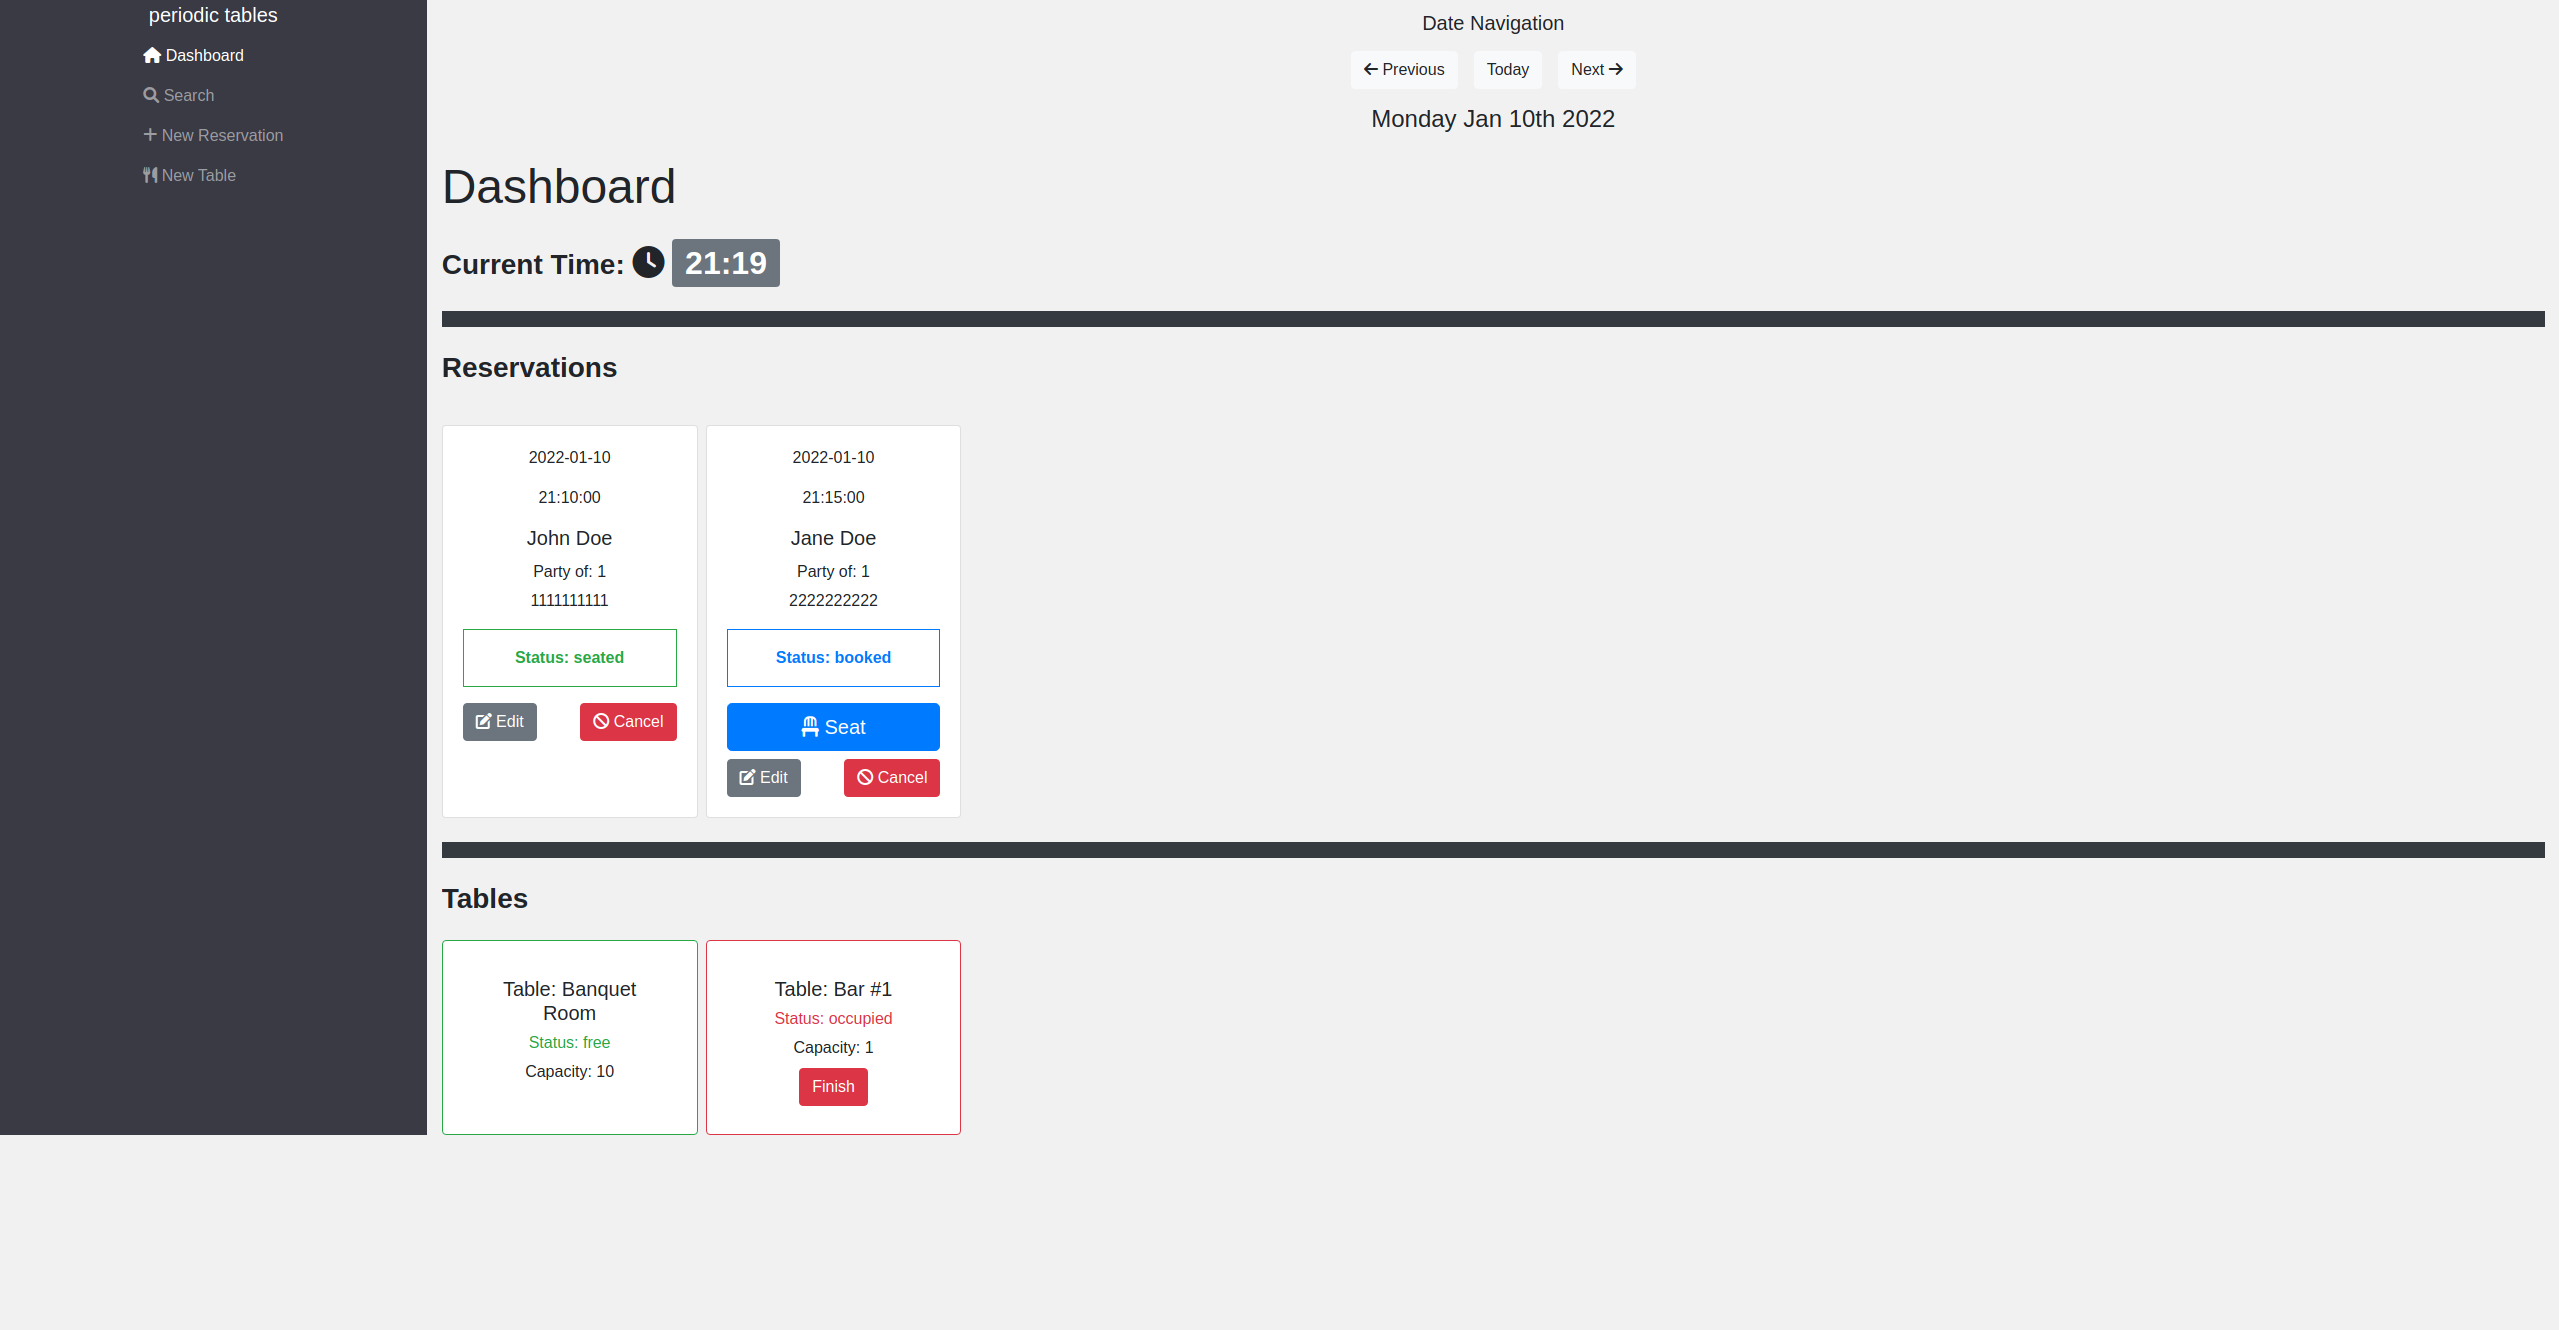 periodic tables
Dashboard
Search
New Reservation
New Table
Date Navigation
Previous
Today
Next
Monday Jan 10th 2022
Dashboard
Current Time: 21:19
Reservations
2022-01-10
21:10:00
John Doe
Party of: 1
1111111111
Status: seated
Edit
Cancel
2022-01-10
21:15:00
Jane Doe
Party of: 1
2222222222
Status: booked
Seat
Edit
Cancel
Tables
Table: Banquet
Room
Status: free
Capacity: 10
Table: Bar #1
Status: occupied
Capacity: 1
Finish